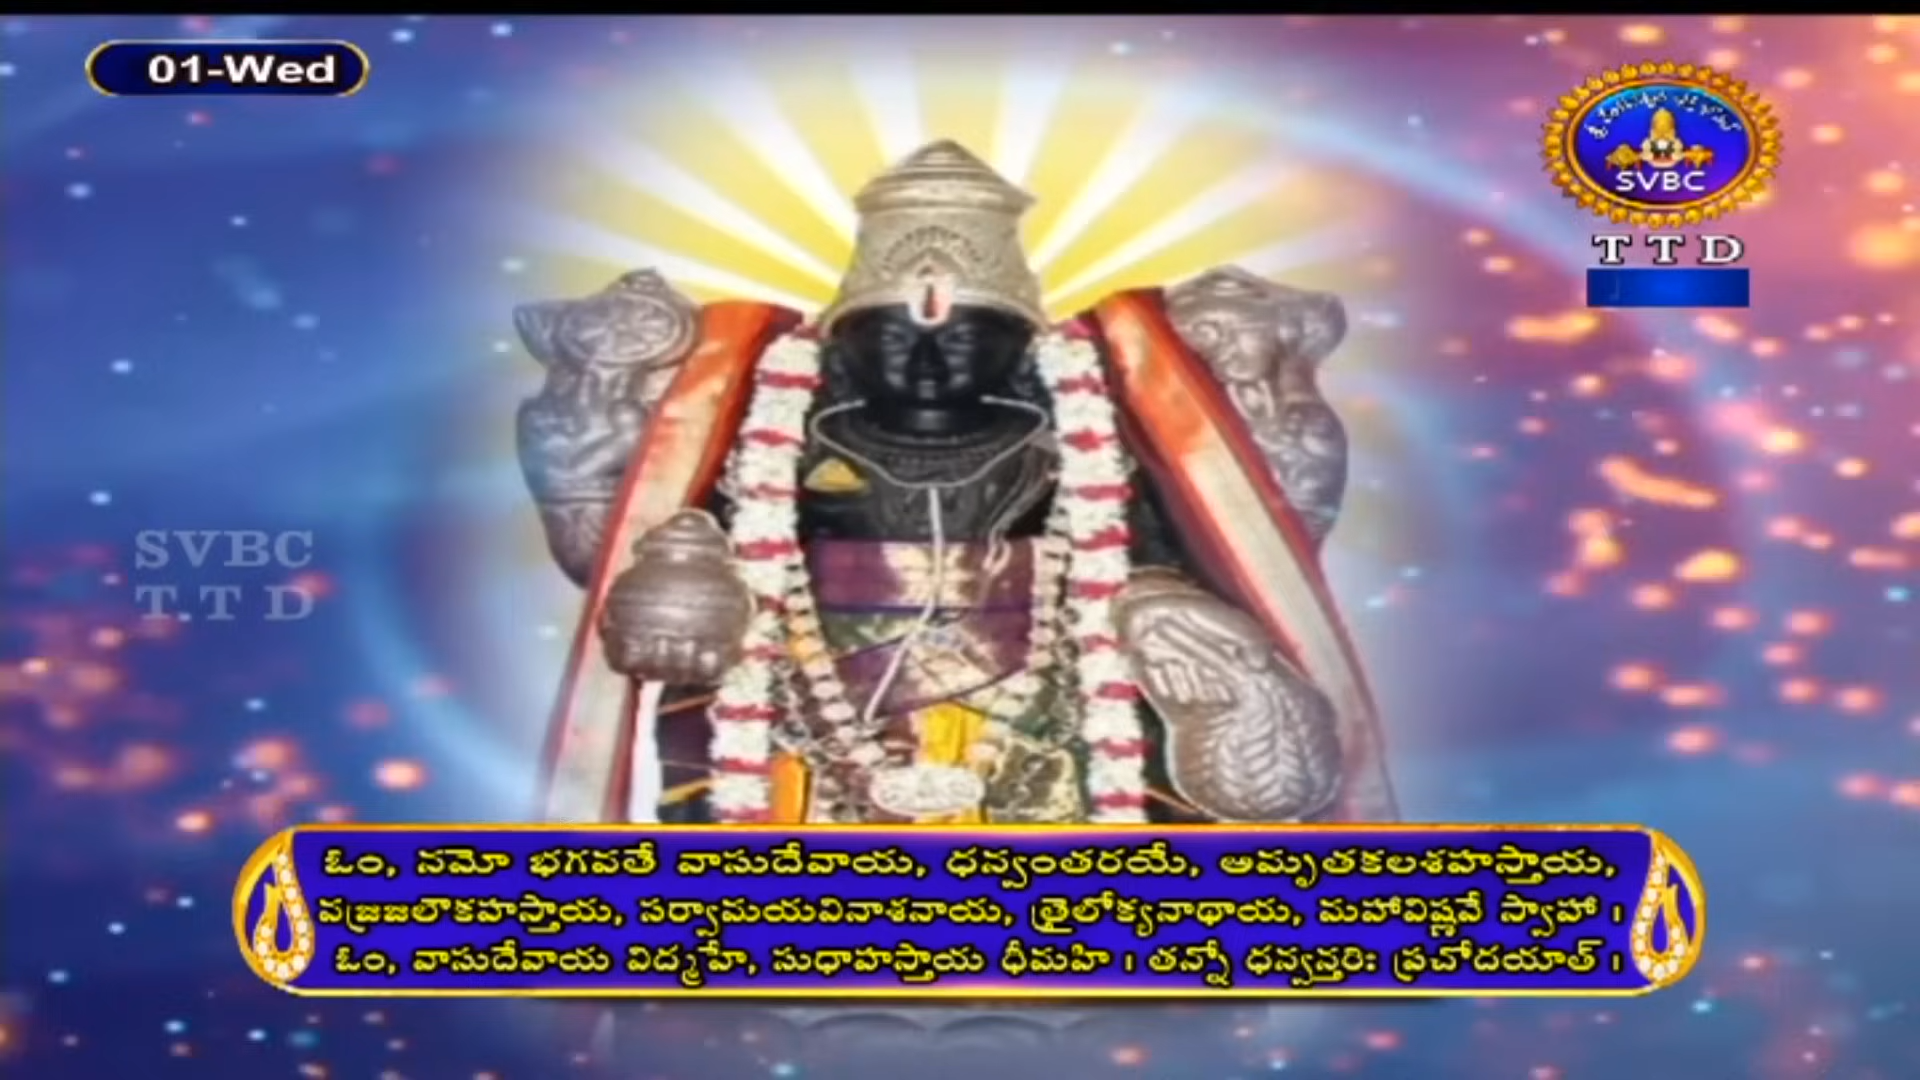 01-Wed
SVBC
T T D
SVBC
T.T D
ఓం, నమో భగవతే వాసుదేవాయ, ధన్వంతరయే, అమృతకలశహస్తాయ,
వజ్రజలౌకహస్తాయ, సర్వామయవినాశనాయ, త్రైలోక్యనాథాయ, మహావిష్ణవే స్వాహా ।
ఓం, వాసుదేవాయ విద్మహే, సుధాహస్తాయ ధీమహి । తన్నో ధన్వన్తరిః ప్రచోదయాత్ ।